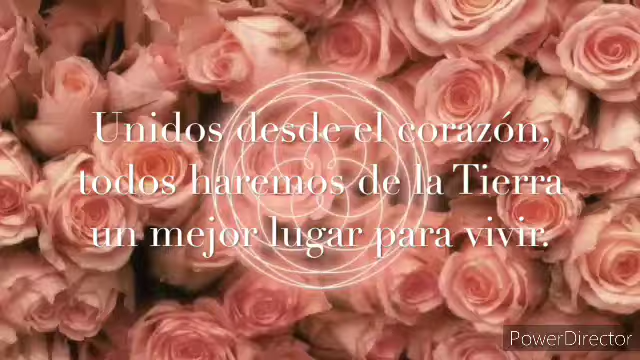 Unidos desde el corazón,
todos haremos de la Tierra
un mejor lugar para vivir.
PowerDirector